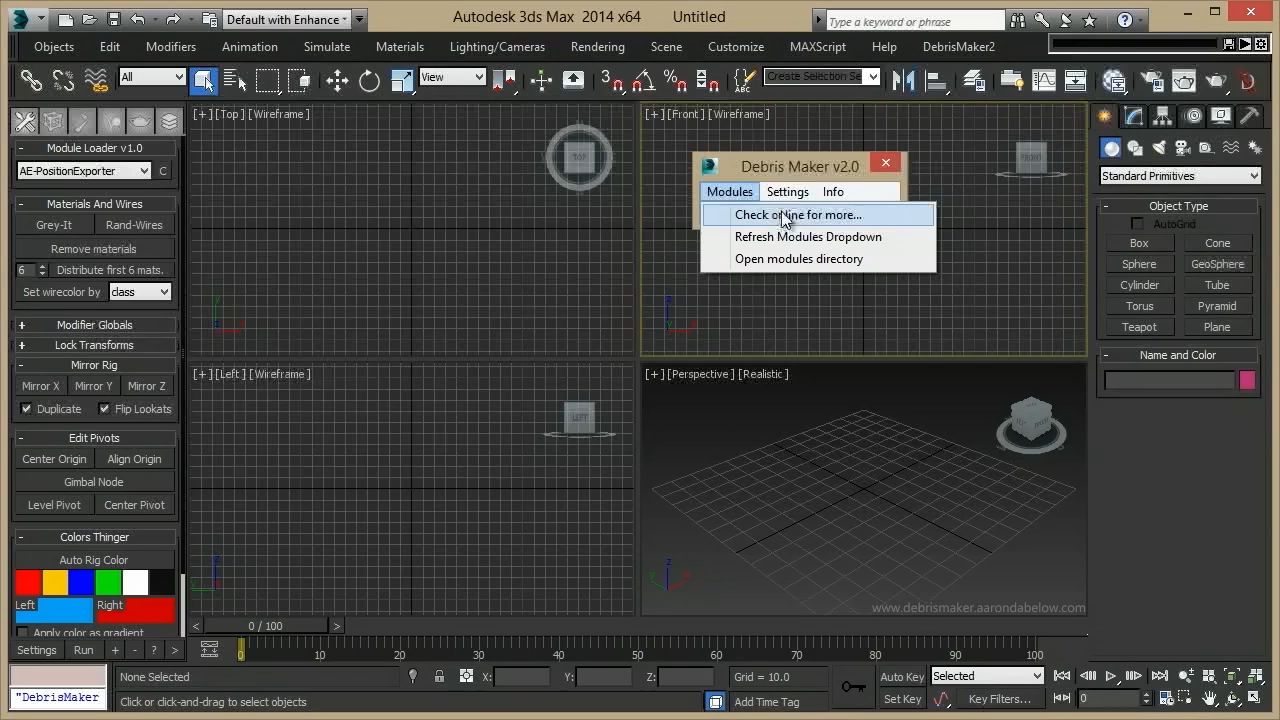 Default with Enhance
Autodesk 3ds Max 2014 x64 Untitled
Type a keyword or phrase
Objects Edit Modifiers Animation Simulate Materials Lighting/Cameras Rendering Scene Customize MAXScript Help DebrisMaker2
All View Create Selection Se
[+] [Top] [Wireframe]
TOP
[+] [Front] [Wireframe]
FRONT
Debris Maker v2.0
Modules Settings Info
Check online for more...
Refresh Modules Dropdown
Open modules directory
Module Loader v1.0
AE-PositionExporter C
Materials And Wires
Grey-It Rand-Wires
Remove materials
6 Distribute first 6 mats.
Set wirecolor by class
Modifier Globals
Lock Transforms
Mirror Rig
Mirror X Mirror Y Mirror Z
Duplicate Flip Lookats
Edit Pivots
Center Origin Align Origin
Gimbal Node
Level Pivot Center Pivot
Colors Thinger
Auto Rig Color
Left Right
Apply color as gradient
Settings Run + - ? >
[+] [Left] [Wireframe]
LEFT
[+] [Perspective] [Realistic]
www.debrismaker.aarondabelow.com
Standard Primitives
Object Type
AutoGrid
Box Cone
Sphere GeoSphere
Cylinder Tube
Torus Pyramid
Teapot Plane
Name and Color
< 0 / 100 >
0 10 20 30 40 50 60 70 80 90 100
None Selected X: Y: Z: Grid = 10.0 Auto Key Selected
"DebrisMaker Click or click-and-drag to select objects Add Time Tag Set Key Key Filters... 0